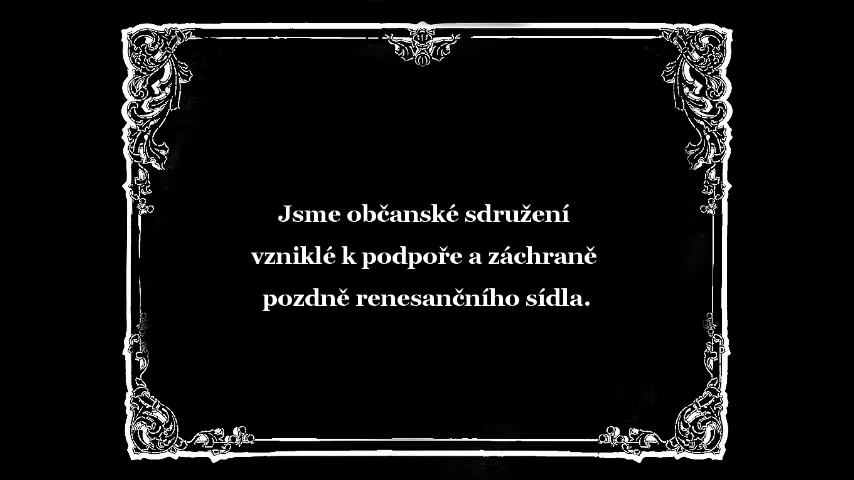 Jsme občanské sdružení
vzniklé k podpoře a záchraně
pozdně renesančního sídla.